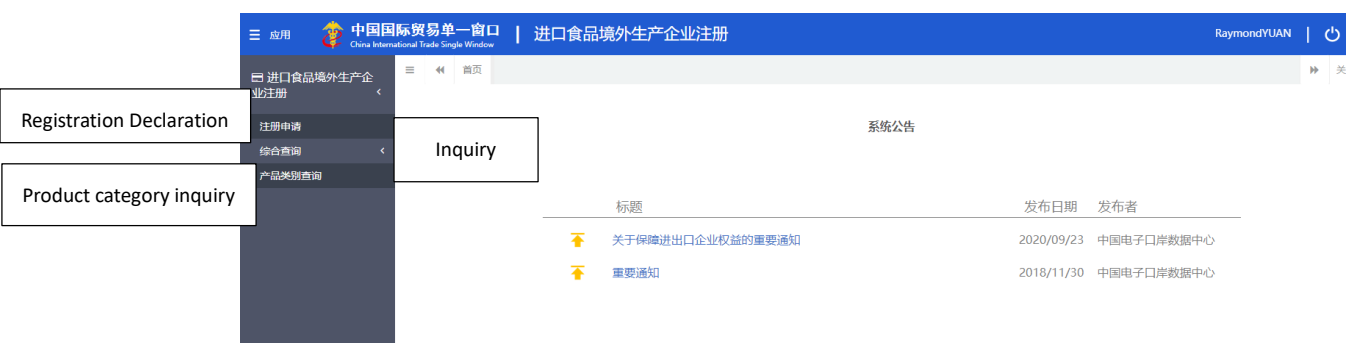 应用
中国国际贸易单一窗口
China International Trade Single Window
进口食品境外生产企业注册
RaymondYUAN
进口食品境外生产企
业注册
首页
关
Registration Declaration
注册申请
综合查询
Inquiry
产品类别查询
Product category inquiry
系统公告
标题 发布日期 发布者
关于保障进出口企业权益的重要通知 2020/09/23 中国电子口岸数据中心
重要通知 2018/11/30 中国电子口岸数据中心